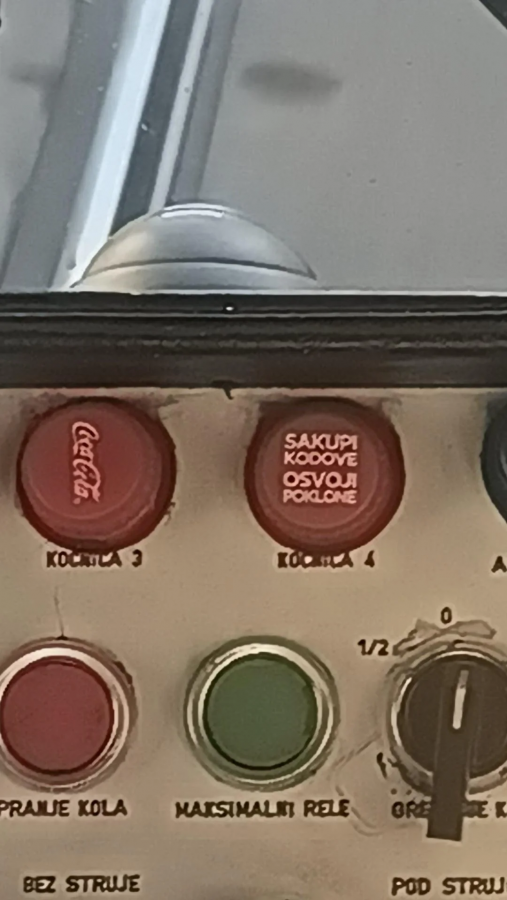 Coca-Cola
SAKUPI
KODOVE
OSVOJI
POKLONE
KOČNICA 3
KOČNICA 4
A
0
1/2
PRANJE KOLA
MAKSIMALNI RELE
BEZ STRUJE
POD STRUJ